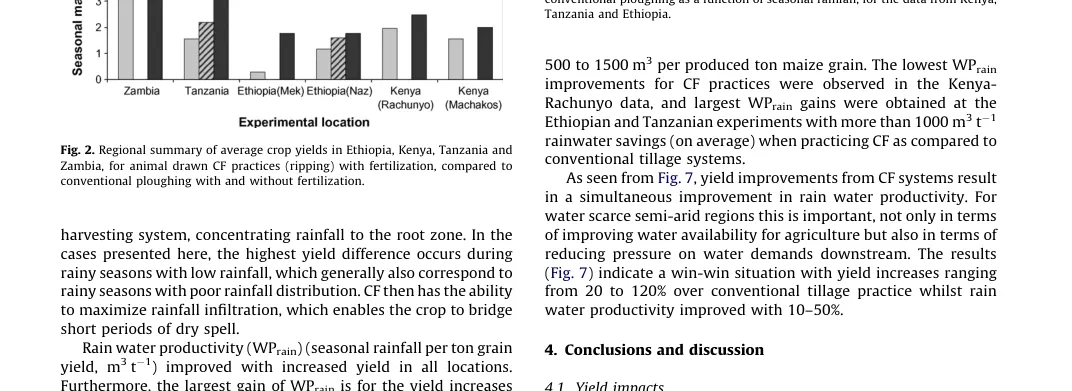 Seasonal ma
3
2
1
0
Zambia Tanzania Ethiopia(Mek) Ethiopia(Naz) Kenya (Rachunyo) Kenya (Machakos)
Experimental location
Fig. 2. Regional summary of average crop yields in Ethiopia, Kenya, Tanzania and
Zambia, for animal drawn CF practices (ripping) with fertilization, compared to
conventional ploughing with and without fertilization.
harvesting system, concentrating rainfall to the root zone. In the
cases presented here, the highest yield difference occurs during
rainy seasons with low rainfall, which generally also correspond to
rainy seasons with poor rainfall distribution. CF then has the ability
to maximize rainfall infiltration, which enables the crop to bridge
short periods of dry spell.
Rain water productivity (WPrain) (seasonal rainfall per ton grain
yield, m³ t⁻¹) improved with increased yield in all locations.
Furthermore, the largest gain of WPrain is for the yield increases
conventional ploughing as a function of seasonal rainfall, for the data from Kenya,
Tanzania and Ethiopia.
500 to 1500 m³ per produced ton maize grain. The lowest WPrain
improvements for CF practices were observed in the Kenya-
Rachunyo data, and largest WPrain gains were obtained at the
Ethiopian and Tanzanian experiments with more than 1000 m³ t⁻¹
rainwater savings (on average) when practicing CF as compared to
conventional tillage systems.
As seen from Fig. 7, yield improvements from CF systems result
in a simultaneous improvement in rain water productivity. For
water scarce semi-arid regions this is important, not only in terms
of improving water availability for agriculture but also in terms of
reducing pressure on water demands downstream. The results
(Fig. 7) indicate a win-win situation with yield increases ranging
from 20 to 120% over conventional tillage practice whilst rain
water productivity improved with 10–50%.
4. Conclusions and discussion
4.1. Yield impacts